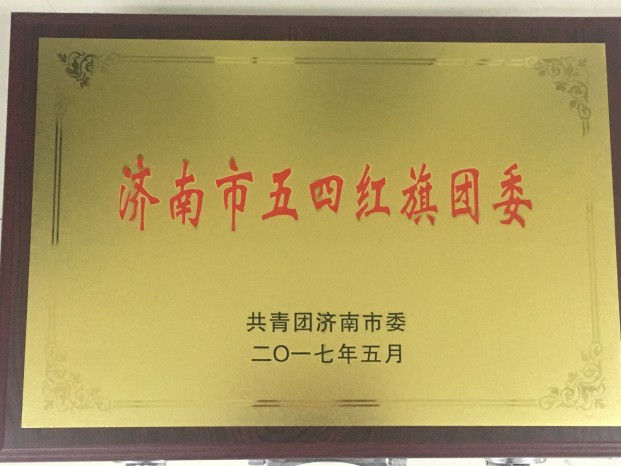 济南市五四红旗团委
共青团济南市委
二〇一七年五月